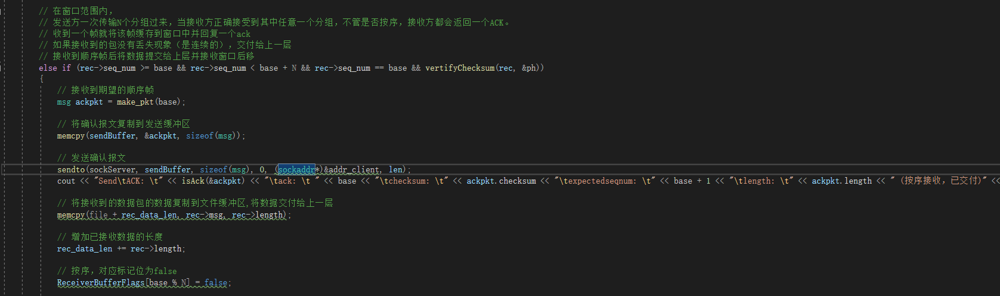 // 在窗口范围内，
// 发送方一次传输N个分组过来，当接收方正确接受到其中任意一个分组，不管是否按序，接收方都会返回一个ACK。
// 收到一个帧就将该帧缓存到窗口中并回复一个ack
// 如果接收到的包没有丢失现象（是连续的），交付给上一层
// 接收到顺序帧后将数据提交给上层并接收窗口后移
else if (rec->seq_num >= base && rec->seq_num < base + N && rec->seq_num == base && vertifyChecksum(rec, &ph))
{
// 接收到期望的顺序帧
msg ackpkt = make_pkt(base);
// 将确认报文复制到发送缓冲区
memcpy(sendBuffer, &ackpkt, sizeof(msg));
// 发送确认报文
sendto(sockServer, sendBuffer, sizeof(msg), 0, (sockaddr*)&addr_client, len);
cout << "Send\tACK: \t" << isAck(&ackpkt) << "\tack: \t " << base << "\tchecksum: \t" << ackpkt.checksum << "\texpectedseqnum: \t" << base + 1 << "\tlength: \t" << ackpkt.length << " (按序接收，已交付)" <<
// 将接收到的数据包的数据复制到文件缓冲区,将数据交付给上一层
memcpy(file + rec_data_len, rec->msg, rec->length);
// 增加已接收数据的长度
rec_data_len += rec->length;
// 按序，对应标记位为false
ReceiverBufferFlags[base % N] = false;